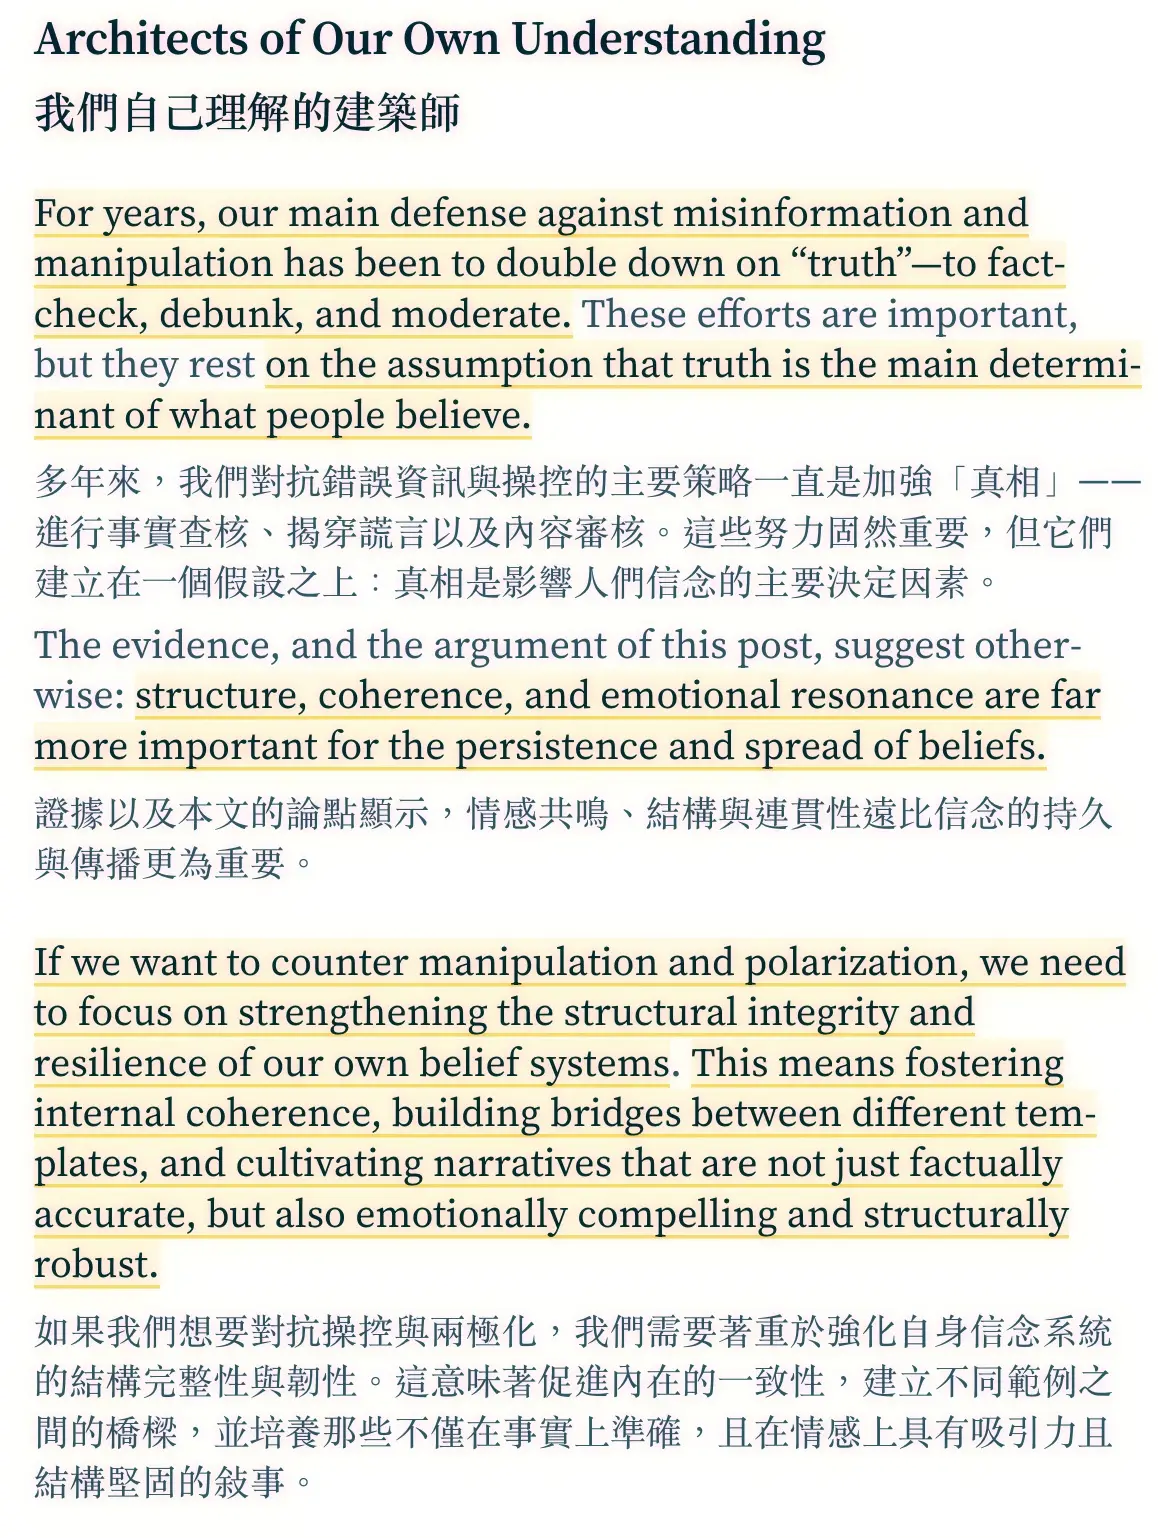 Architects of Our Own Understanding
我們自己理解的建築師
For years, our main defense against misinformation and
manipulation has been to double down on “truth”—to fact-
check, debunk, and moderate. These efforts are important,
but they rest on the assumption that truth is the main determi-
nant of what people believe.
多年來，我們對抗錯誤資訊與操控的主要策略一直是加強「真相」——
進行事實查核、揭穿謊言以及內容審核。這些努力固然重要，但它們
建立在一個假設之上：真相是影響人們信念的主要決定因素。
The evidence, and the argument of this post, suggest other-
wise: structure, coherence, and emotional resonance are far
more important for the persistence and spread of beliefs.
證據以及本文的論點顯示，情感共鳴、結構與連貫性遠比信念的持久
與傳播更為重要。
If we want to counter manipulation and polarization, we need
to focus on strengthening the structural integrity and
resilience of our own belief systems. This means fostering
internal coherence, building bridges between different tem-
plates, and cultivating narratives that are not just factually
accurate, but also emotionally compelling and structurally
robust.
如果我們想要對抗操控與兩極化，我們需要著重於強化自身信念系統
的結構完整性與韌性。這意味著促進內在的一致性，建立不同範例之
間的橋樑，並培養那些不僅在事實上準確，且在情感上具有吸引力且
結構堅固的敍事。